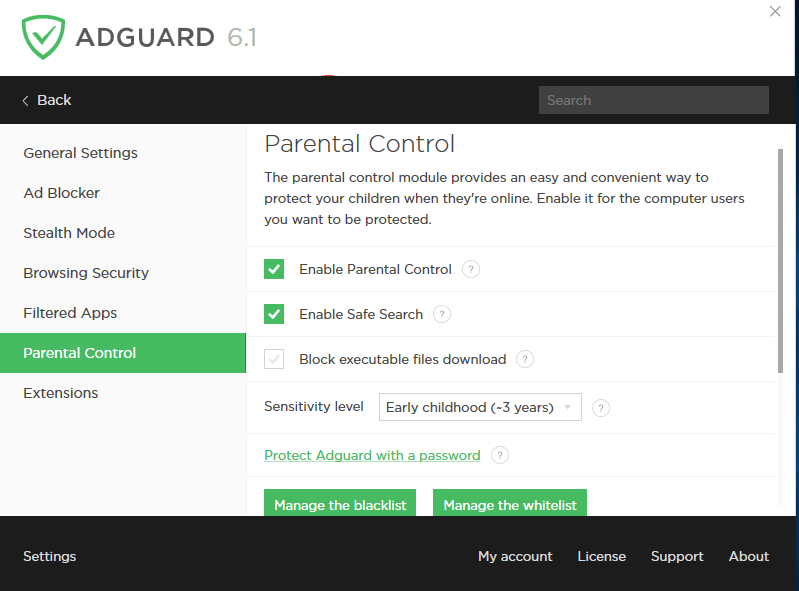 ADGUARD 6.1
Back
Search
General Settings
Ad Blocker
Stealth Mode
Browsing Security
Filtered Apps
Parental Control
Extensions
Parental Control
The parental control module provides an easy and convenient way to
protect your children when they're online. Enable it for the computer users
you want to be protected.
Enable Parental Control ?
Enable Safe Search ?
Block executable files download ?
Sensitivity level Early childhood (~3 years) ?
Protect Adguard with a password ?
Manage the blacklist Manage the whitelist
Settings My account License Support About